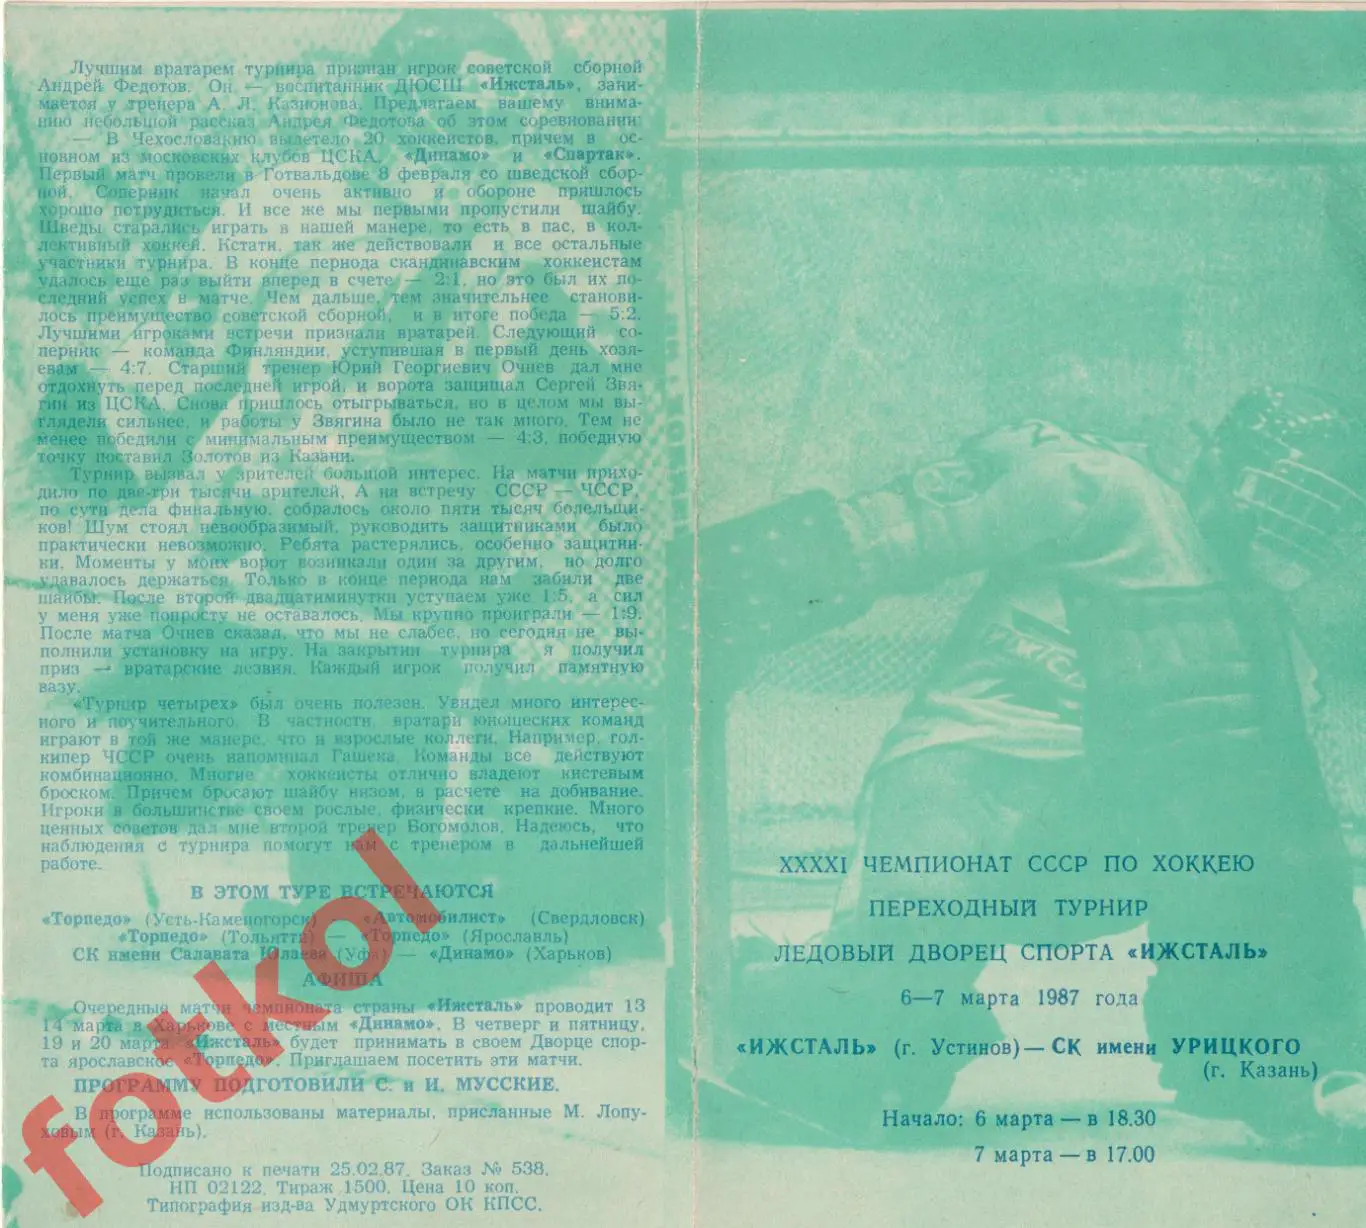 Лучшим вратарем турнира признан игрок советской сборной
Андрей Федотов. Он — воспитанник ДЮСШ «Ижсталь», зани-
мается у тренера А. Л. Казионова. Предлагаем вашему внима-
нию небольшой рассказ Андрея Федотова об этом соревновании:
— В Чехословакию вылетело 20 хоккеистов, причем в ос-
новном из московских клубов ЦСКА, «Динамо» и «Спартак».
Первый матч провели в Готвальдове 8 февраля со шведской сбор-
ной. Соперник начал очень активно и обороне пришлось
хорошо потрудиться. И все же мы первыми пропустили шайбу.
Шведы старались играть в нашей манере, то есть в пас, в кол-
лективный хоккей. Кстати, так же действовали и все остальные
участники турнира. В конце периода скандинавским хоккеистам
удалось еще раз выйти вперед в счете — 2:1, но это был их по-
следний успех в матче. Чем дальше, тем значительнее станови-
лось преимущество советской сборной, и в итоге победа — 5:2.
Лучшими игроками встречи признали вратарей. Следующий со-
перник — команда Финляндии, уступившая в первый день хозя-
евам — 4:7. Старший тренер Юрий Георгиевич Очнев дал мне
отдохнуть перед последней игрой, и ворота защищал Сергей Звя-
гин из ЦСКА. Снова пришлось отыгрываться, но в целом мы вы-
глядели сильнее, и работы у Звягина было не так много. Тем не
менее победили с минимальным преимуществом — 4:3, победную
точку поставил Золотов из Казани.
Турнир вызвал у зрителей большой интерес. На матчи прихо-
дило по две-три тысячи зрителей. А на встречу СССР — ЧССР,
по сути дела финальную, собралось около пяти тысяч болельщи-
ков! Шум стоял невообразимый, руководить защитниками было
практически невозможно. Ребята растерялись, особенно защитни-
ки. Моменты у моих ворот возникали один за другим, но долго
удавалось держаться. Только в конце периода нам забили две
шайбы. После второй двадцатиминутки уступаем уже 1:5, а сил
у меня уже попросту не оставалось. Мы крупно проиграли — 1:9.
После матча Очнев сказал, что мы не слабее, но сегодня не вы-
полнили установку на игру. На закрытии турнира я получил
приз — вратарские лезвия. Каждый игрок получил памятную
вазу.
«Турнир четырех» был очень полезен. Увидел много интерес-
ного и поучительного. В частности, вратари юношеских команд
играют в той же манере, что и взрослые коллеги. Например, гол-
кипер ЧССР очень напоминал Гашека. Команды все действуют
комбинационно. Многие хоккеисты отлично владеют кистевым
броском. Причем бросают шайбу низом, в расчете на добивание.
Игроки в большинстве своем рослые, физически крепкие. Много
ценных советов дал мне второй тренер Богомолов. Надеюсь, что
наблюдения с турнира помогут нам с тренером в дальнейшей
работе.
В ЭТОМ ТУРЕ ВСТРЕЧАЮТСЯ
«Торпедо» (Усть-Каменогорск) — «Автомобилист» (Свердловск)
«Торпедо» (Тольятти) — «Торпедо» (Ярославль)
СК имени Салавата Юлаева (Уфа) — «Динамо» (Харьков)
АФИША
Очередные матчи чемпионата страны «Ижсталь» проводит 13
14 марта в Харькове с местным «Динамо». В четверг и пятницу,
19 и 20 марта «Ижсталь» будет принимать в своем Дворце спор-
та ярославское «Торпедо». Приглашаем посетить эти матчи.
ПРОГРАММУ ПОДГОТОВИЛИ С. и И. МУССКИЕ.
В программе использованы материалы, присланные М. Лопу-
ховым (г. Казань).
Подписано к печати 25.02.87. Заказ № 538.
НП 02122. Тираж 1500. Цена 10 коп.
Типография изд-ва Удмуртского ОК КПСС.
XXXXI ЧЕМПИОНАТ СССР ПО ХОККЕЮ
ПЕРЕХОДНЫЙ ТУРНИР
ЛЕДОВЫЙ ДВОРЕЦ СПОРТА «ИЖСТАЛЬ»
6—7 марта 1987 года
«ИЖСТАЛЬ» (г. Устинов) — СК имени УРИЦКОГО
(г. Казань)
Начало: 6 марта — в 18.30
7 марта — в 17.00
fotkol